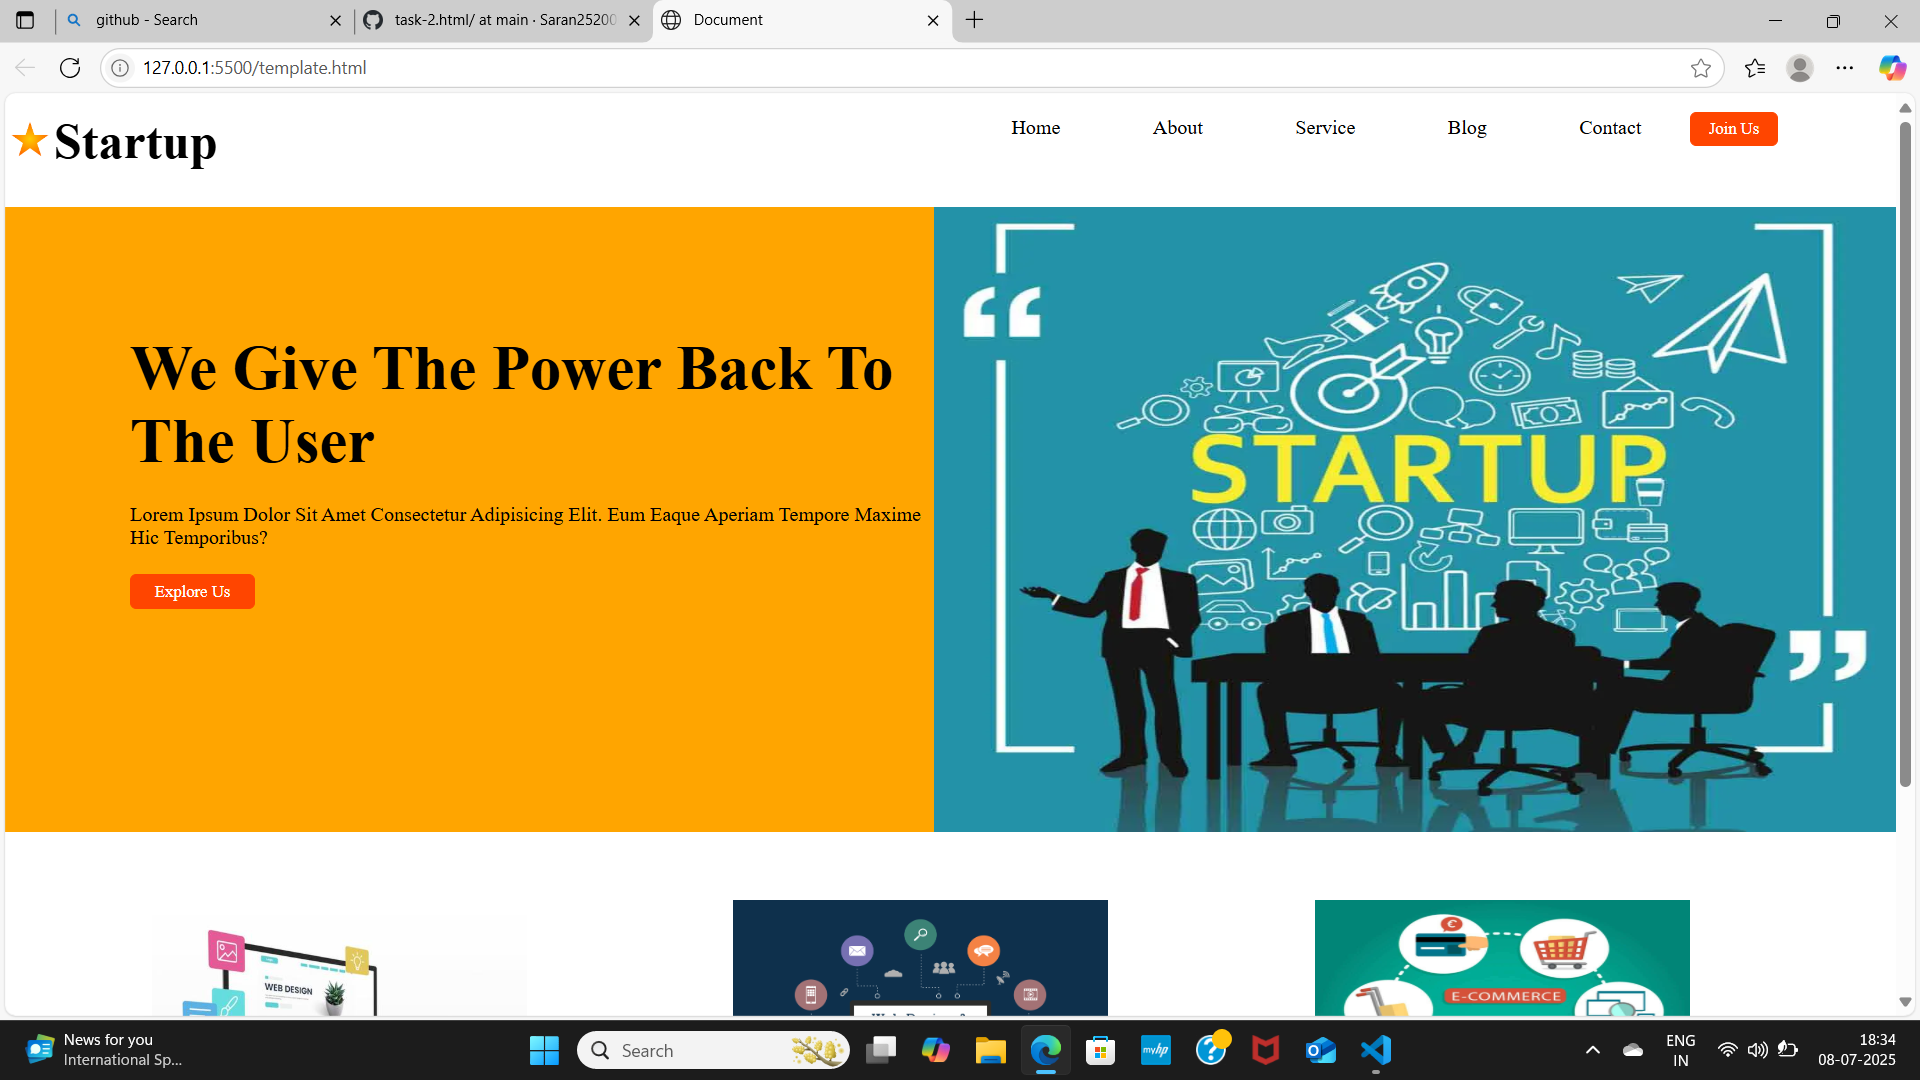 github - Search
task-2.html/ at main · Saran25200
Document
127.0.0.1:5500/template.html
Startup
Home
About
Service
Blog
Contact
Join Us
We Give The Power Back To
The User
Lorem Ipsum Dolor Sit Amet Consectetur Adipisicing Elit. Eum Eaque Aperiam Tempore Maxime
Hic Temporibus?
Explore Us
STARTUP
WEB DESIGN
E-COMMERCE
News for you
International Sp...
Search
myhp
ENG
IN
18:34
08-07-2025